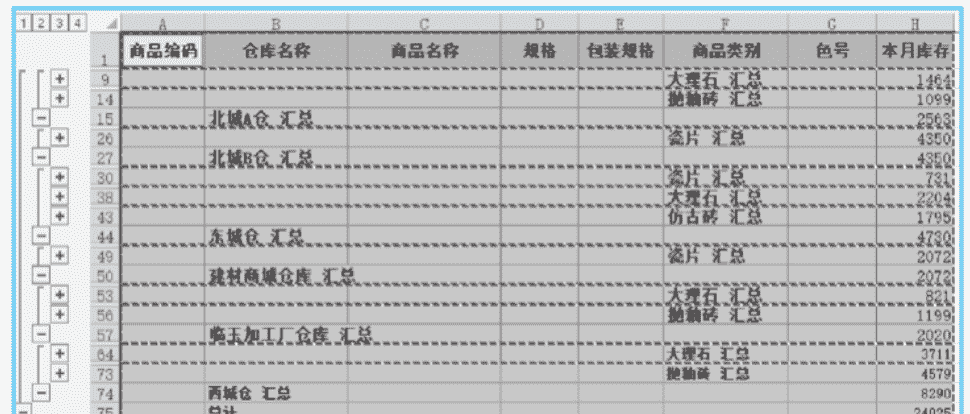 1 2 3 4 A B C D E F G H
1 商品编码 仓库名称 商品名称 规格 包装规格 商品类别 色号 本月库存
9 大理石 汇总 1464
14 抛釉砖 汇总 1099
15 北城A仓 汇总 2563
26 瓷片 汇总 4350
27 北城B仓 汇总 4350
30 瓷片 汇总 731
38 大理石 汇总 2204
43 仿古砖 汇总 1795
44 东城仓 汇总 4730
49 瓷片 汇总 2072
50 建材商城仓库 汇总 2072
53 大理石 汇总 821
56 抛釉砖 汇总 1199
57 临玉加工厂仓库 汇总 2020
64 大理石 汇总 3711
73 抛釉砖 汇总 4579
74 西城仓 汇总 8290
75 总计 24025